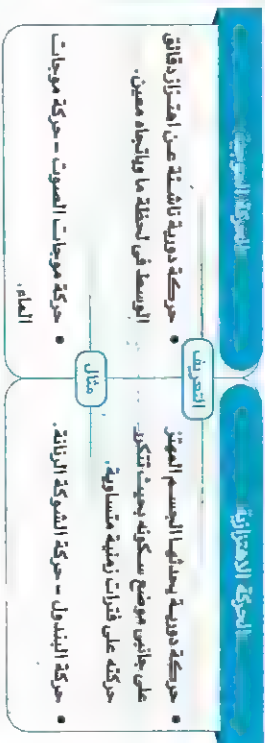 الحركة الاهتزازية
الحركة الموجية
التعريف
حركة دورية يحدثها الجسم المهتز
على جانبى موضع سكونه بحيث تتكرر
حركته على فترات زمنية متساوية.
حركة دورية ناشئة عن اهتزاز دقائق
الوسط فى لحظة ما وباتجاه معين.
مثال
حركة البندول - حركة الشوكة الرنانة.
حركة موجات الصوت - حركة موجات
الماء.